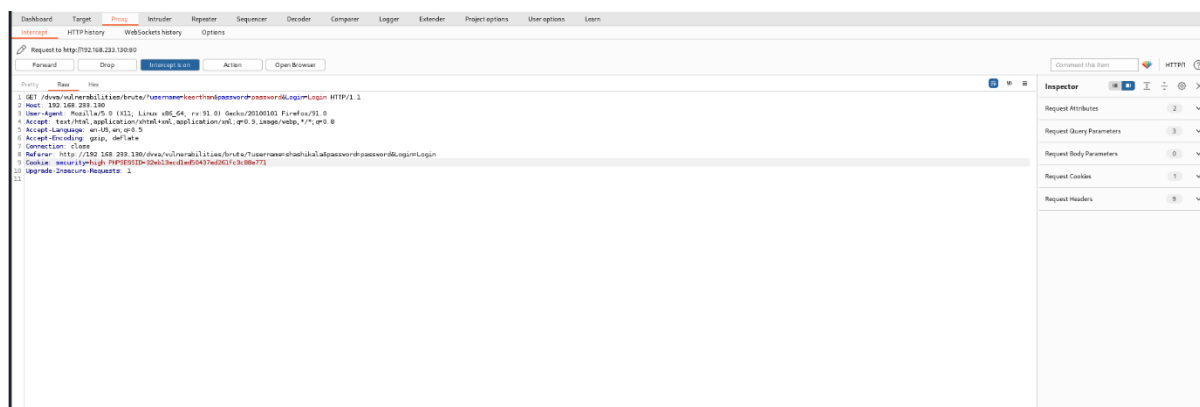 Dashboard Target Proxy Intruder Repeater Sequencer Decoder Comparer Logger Extender Project options User options Learn
Intercept HTTP history WebSockets history Options
Request to http://192.168.233.130:80
Forward Drop Intercept is on Action Open Browser Comment this item HTTP/1 ?
Pretty Raw Hex \n Inspector
1 GET /dvwa/vulnerabilities/brute/?username=keerthan&password=password&Login=Login HTTP/1.1
2 Host: 192.168.233.130
3 User-Agent: Mozilla/5.0 (X11; Linux x86_64; rv:91.0) Gecko/20100101 Firefox/91.0
4 Accept: text/html,application/xhtml+xml,application/xml;q=0.9,image/webp,*/*;q=0.8
5 Accept-Language: en-US,en;q=0.5
6 Accept-Encoding: gzip, deflate
7 Connection: close
8 Referer: http://192.168.233.130/dvwa/vulnerabilities/brute/?username=shashikala&password=password&Login=Login
9 Cookie: security=high PHPSESSID=
10 Upgrade-Insecure-Requests: 1
11
Request Attributes 2
Request Query Parameters 3
Request Body Parameters 0
Request Cookies 1
Request Headers 9